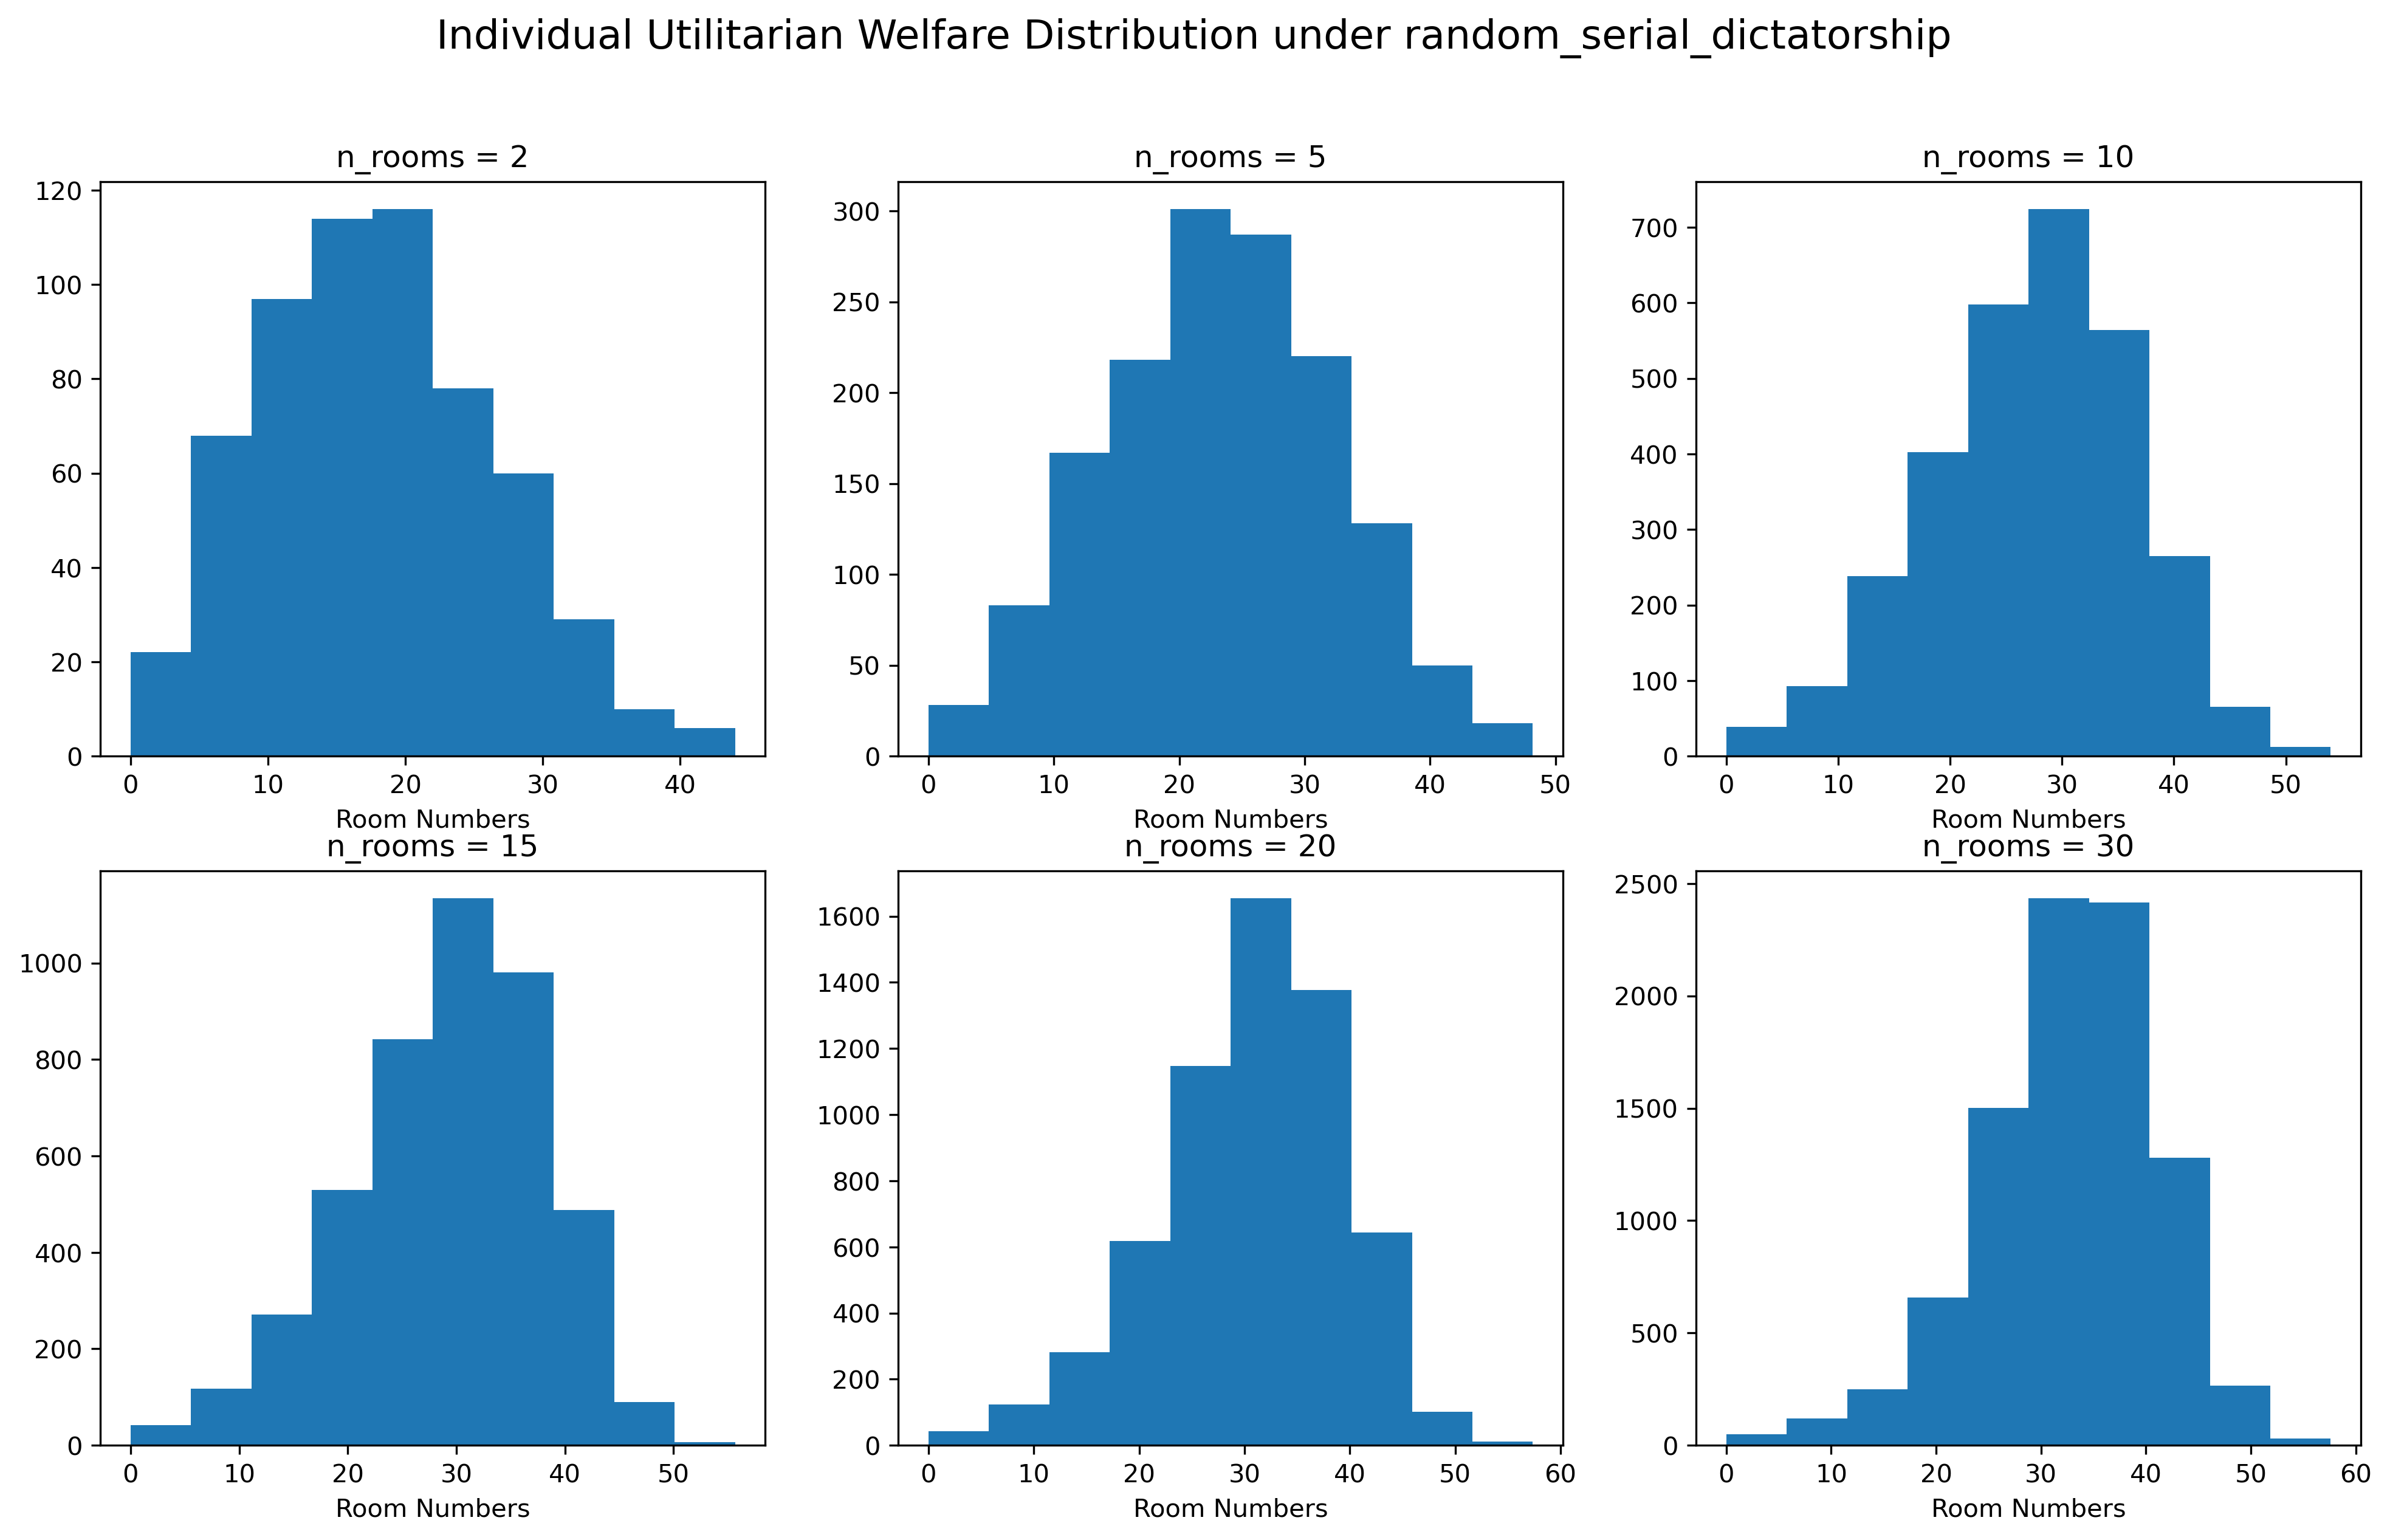 Individual Utilitarian Welfare Distribution under random_serial_dictatorship
n_rooms = 2
120
100
80
60
40
20
0
0 10 20 30 40
Room Numbers
n_rooms = 5
300
250
200
150
100
50
0
0 10 20 30 40 50
Room Numbers
n_rooms = 10
700
600
500
400
300
200
100
0
0 10 20 30 40 50
Room Numbers
n_rooms = 15
1000
800
600
400
200
0
0 10 20 30 40 50
Room Numbers
n_rooms = 20
1600
1400
1200
1000
800
600
400
200
0
0 10 20 30 40 50 60
Room Numbers
n_rooms = 30
2500
2000
1500
1000
500
0
0 10 20 30 40 50 60
Room Numbers